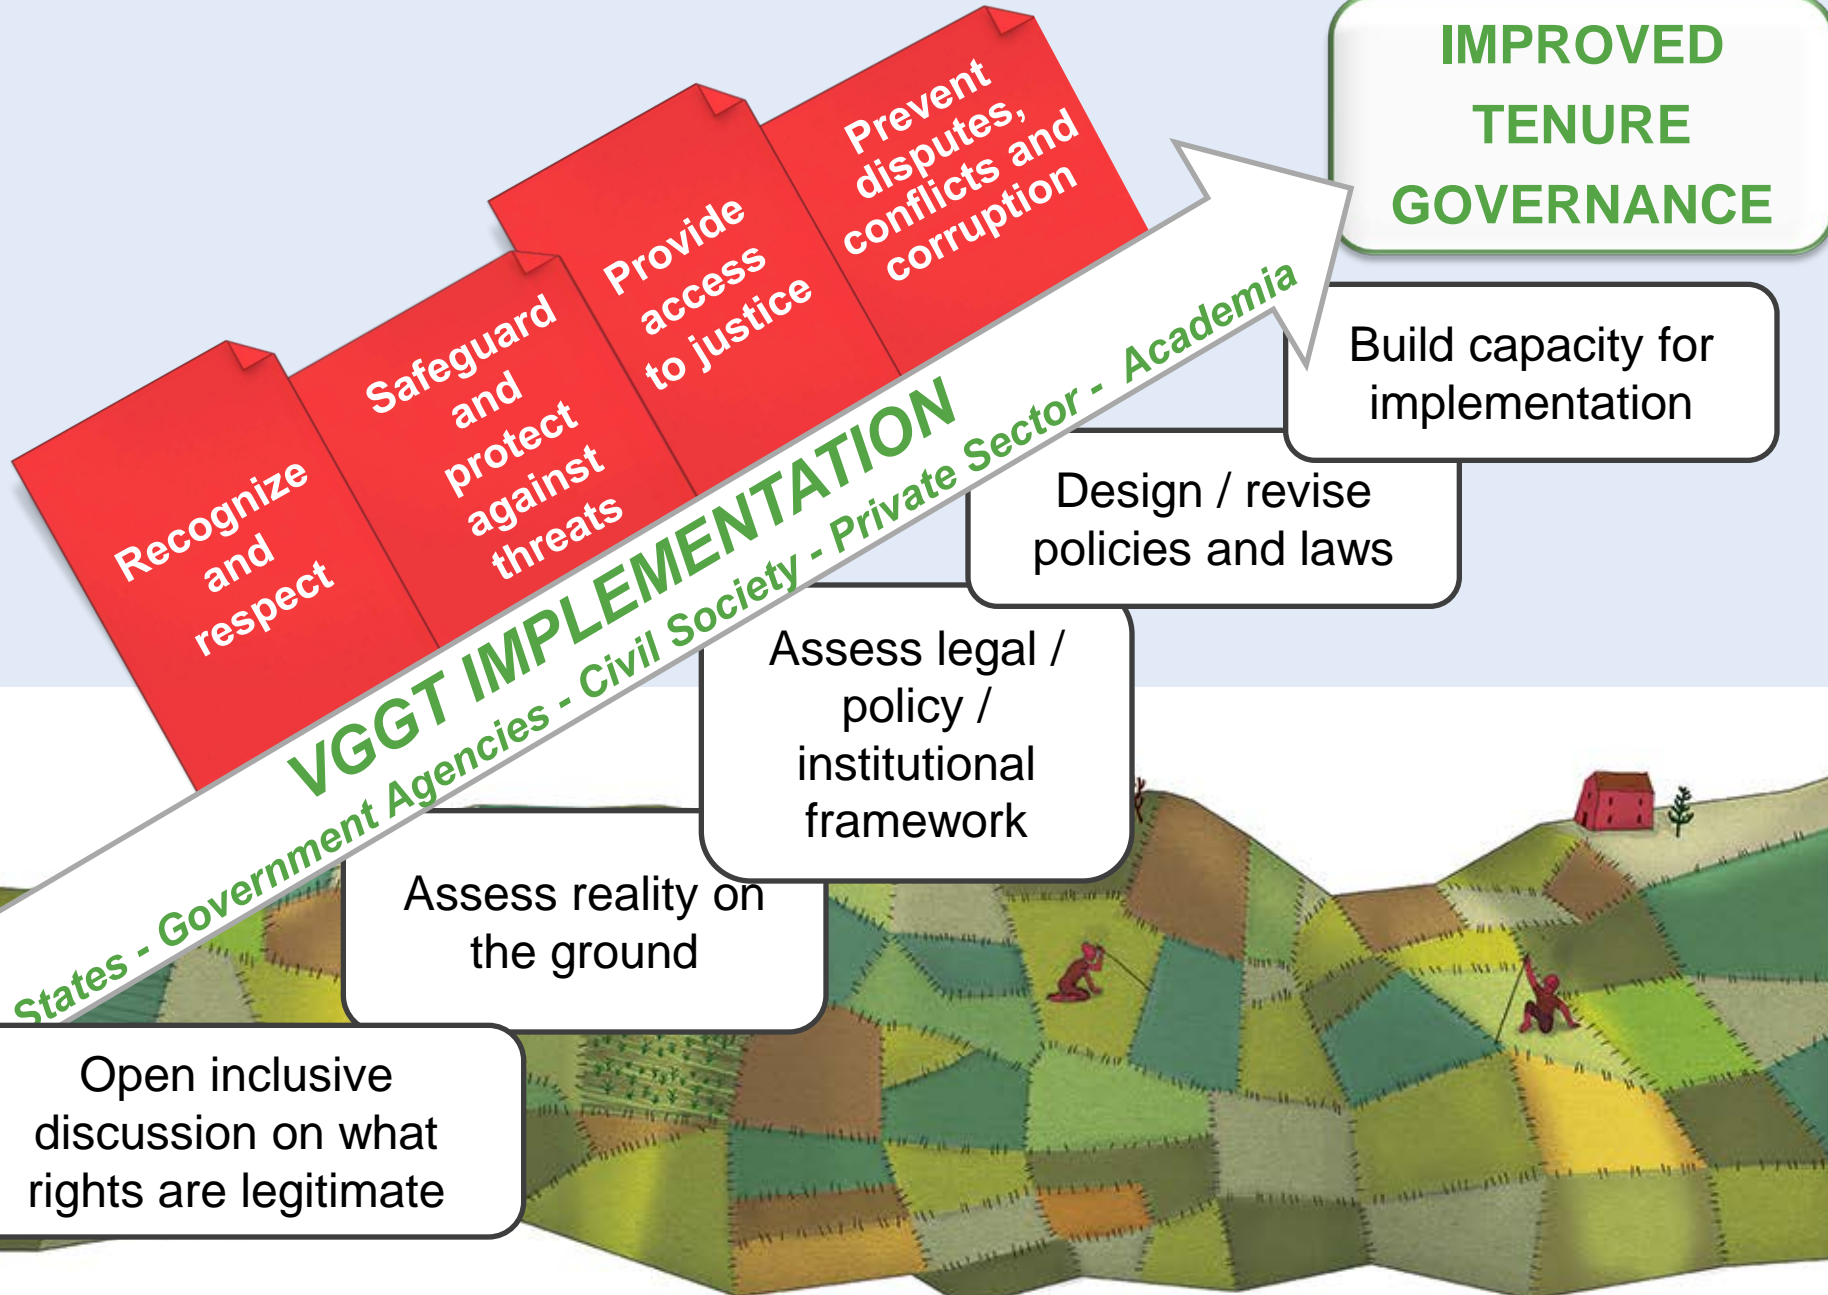 IMPROVED
TENURE
GOVERNANCE
Prevent
disputes,
conflicts and
corruption
Provide
access
to justice
Safeguard
and
protect
against
threats
Recognize
and
respect
VGGT IMPLEMENTATION
States - Government Agencies - Civil Society - Private Sector - Academia
Build capacity for
implementation
Design / revise
policies and laws
Assess legal /
policy /
institutional
framework
Assess reality on
the ground
Open inclusive
discussion on what
rights are legitimate